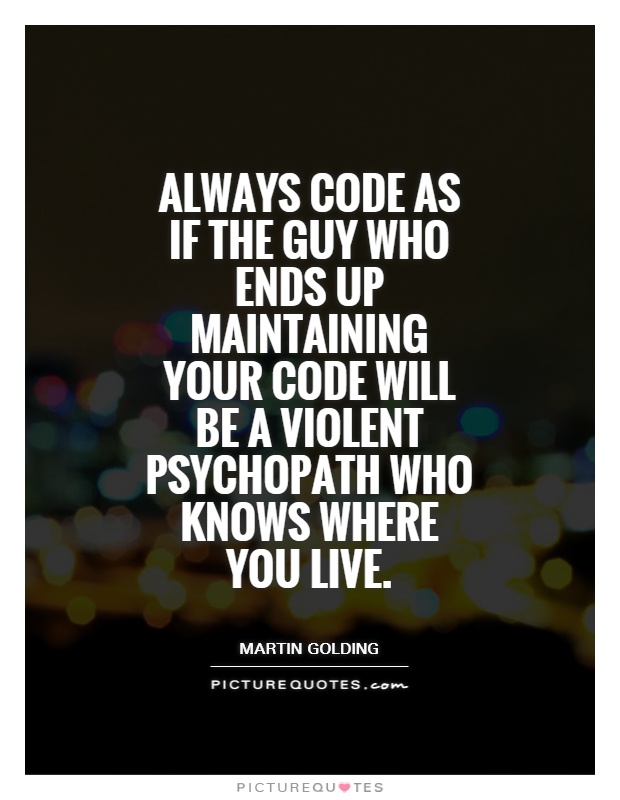 ALWAYS CODE AS
IF THE GUY WHO
ENDS UP
MAINTAINING
YOUR CODE WILL
BE A VIOLENT
PSYCHOPATH WHO
KNOWS WHERE
YOU LIVE.
MARTIN GOLDING
PICTUREQUOTES.com
PICTUREQUOTES